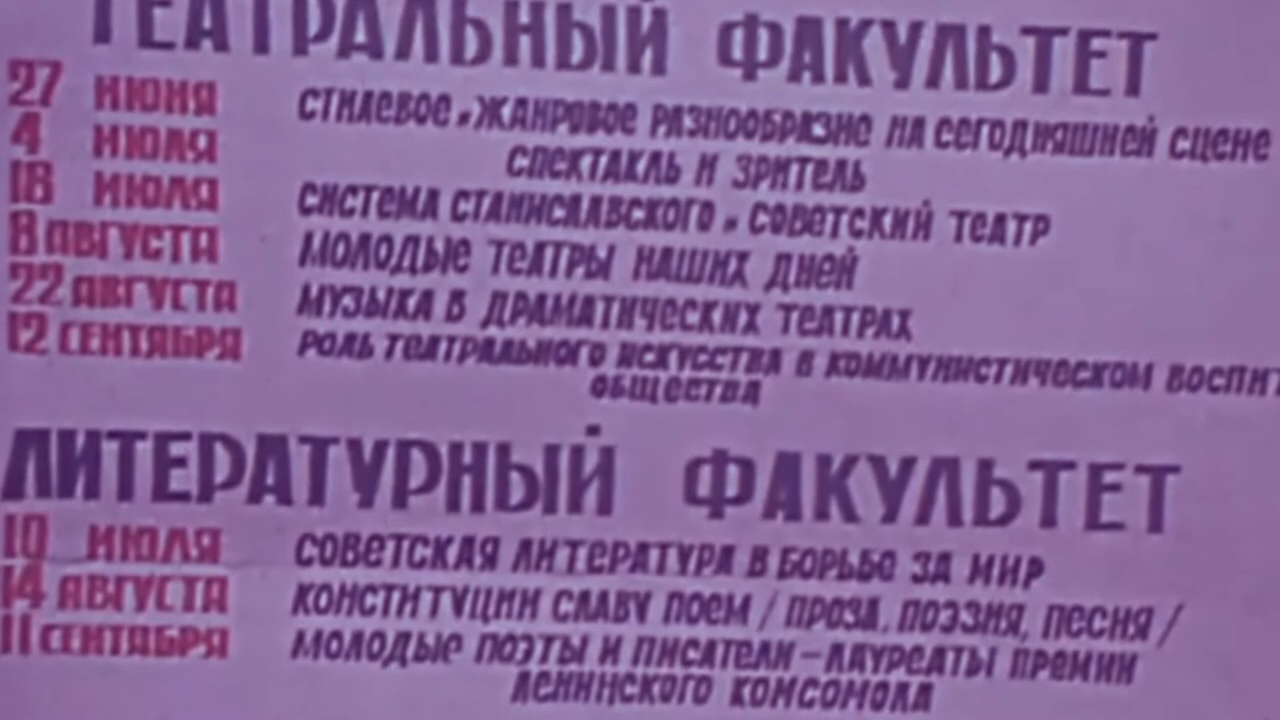 ТЕАТРАЛЬНЫЙ ФАКУЛЬТЕТ
27 ИЮНЯ СТИЛЕВОЕ И ЖАНРОВОЕ РАЗНООБРАЗИЕ НА СЕГОДНЯШНЕЙ СЦЕНЕ
4 ИЮЛЯ СПЕКТАКЛЬ И ЗРИТЕЛЬ
18 ИЮЛЯ СИСТЕМА СТАНИСЛАВСКОГО И СОВЕТСКИЙ ТЕАТР
8 АВГУСТА МОЛОДЫЕ ТЕАТРЫ НАШИХ ДНЕЙ
22 АВГУСТА МУЗЫКА В ДРАМАТИЧЕСКИХ ТЕАТРАХ
12 СЕНТЯБРЯ РОЛЬ ТЕАТРАЛЬНОГО ИСКУССТВА В КОММУНИСТИЧЕСКОМ ВОСПИТ
ОБЩЕСТВА
ЛИТЕРАТУРНЫЙ ФАКУЛЬТЕТ
10 ИЮЛЯ СОВЕТСКАЯ ЛИТЕРАТУРА В БОРЬБЕ ЗА МИР
14 АВГУСТА КОНСТИТУЦИИ СЛАВУ ПОЕМ / ПРОЗА, ПОЭЗИЯ, ПЕСНЯ /
11 СЕНТЯБРЯ МОЛОДЫЕ ПОЭТЫ И ПИСАТЕЛИ – ЛАУРЕАТЫ ПРЕМИИ
ЛЕНИНСКОГО КОМСОМОЛА